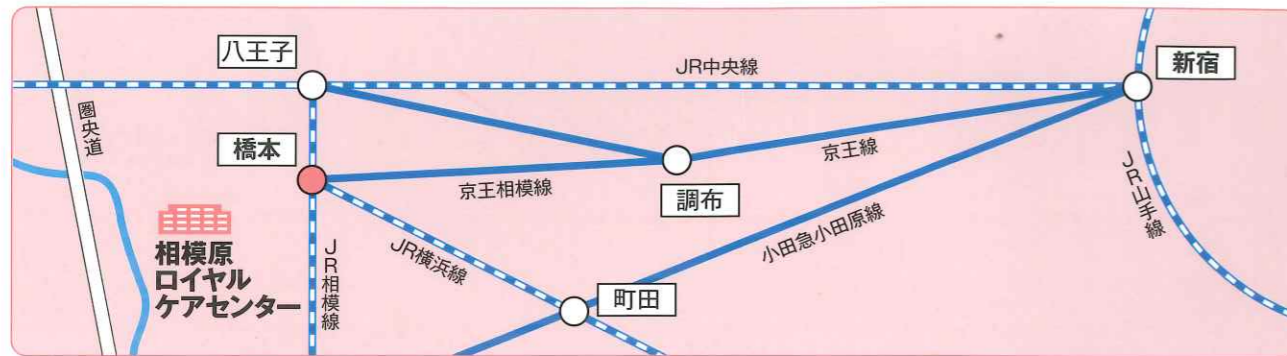 八王子
JR中央線
新宿
圏央道
橋本
京王線
京王相模線
調布
JR山手線
相模原
ロイヤル
ケアセンター
JR相模線
JR横浜線
小田急小田原線
町田